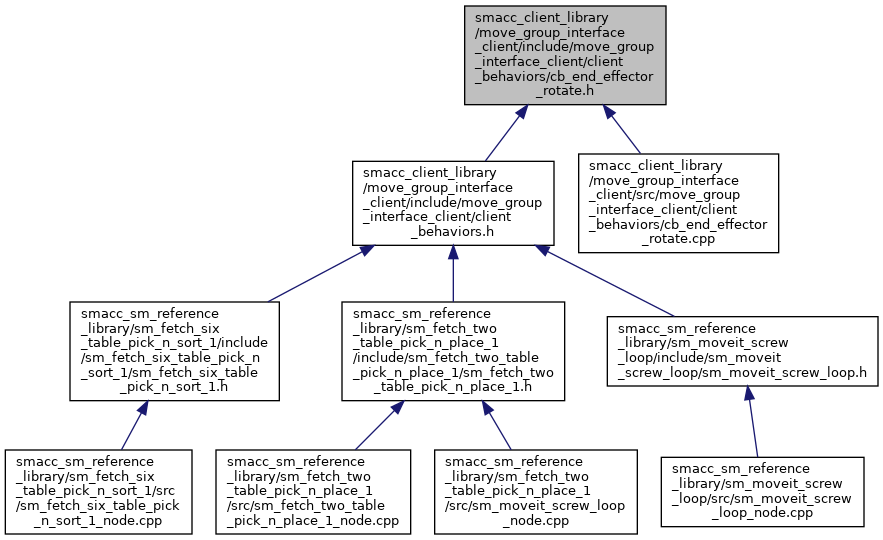 smacc_client_library
/move_group_interface
_client/include/move_group
_interface_client/client
_behaviors/cb_end_effector
_rotate.h
smacc_client_library
/move_group_interface
_client/include/move_group
_interface_client/client
_behaviors.h
smacc_client_library
/move_group_interface
_client/src/move_group
_interface_client/client
_behaviors/cb_end_effector
_rotate.cpp
smacc_sm_reference
_library/sm_fetch_six
_table_pick_n_sort_1/include
/sm_fetch_six_table_pick_n
_sort_1/sm_fetch_six_table
_pick_n_sort_1.h
smacc_sm_reference
_library/sm_fetch_two
_table_pick_n_place_1
/include/sm_fetch_two_table
_pick_n_place_1/sm_fetch_two
_table_pick_n_place_1.h
smacc_sm_reference
_library/sm_moveit_screw
_loop/include/sm_moveit
_screw_loop/sm_moveit_screw_loop.h
smacc_sm_reference
_library/sm_fetch_six
_table_pick_n_sort_1/src
/sm_fetch_six_table_pick
_n_sort_1_node.cpp
smacc_sm_reference
_library/sm_fetch_two
_table_pick_n_place_1
/src/sm_fetch_two_table
_pick_n_place_1_node.cpp
smacc_sm_reference
_library/sm_fetch_two
_table_pick_n_place_1
/src/sm_moveit_screw_loop
_node.cpp
smacc_sm_reference
_library/sm_moveit_screw
_loop/src/sm_moveit_screw
_loop_node.cpp